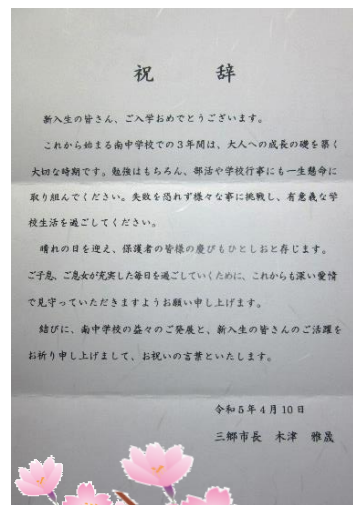 祝　辞
新入生の皆さん、ご入学おめでとうございます。
これから始まる南中学校での３年間は、大人への成長の礎を築く
大切な時期です。勉強はもちろん、部活や学校行事にも一生懸命に
取り組んでください。失敗を恐れず様々な事に挑戦し、有意義な学
校生活を過ごしてください。
晴れの日を迎え、保護者の皆様の慶びもひとしおと存じます。
ご子息、ご息女が充実した毎日を過ごしていくために、これからも深い愛情
で見守っていただきますようお願い申し上げます。
結びに、南中学校の益々のご発展と、新入生の皆さんのご活躍を
お祈り申し上げまして、お祝いの言葉といたします。
令和５年４月１０日
三郷市長　木津　雅晟